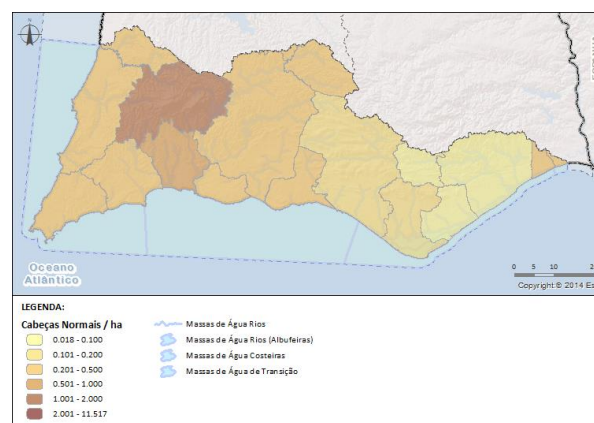 Oceano
Atlântico
0 5 10
Copyright © 2014 Es
LEGENDA:
Cabeças Normais / ha
0.018 - 0.100
0.101 - 0.200
0.201 - 0.500
0.501 - 1.000
1.001 - 2.000
2.001 - 11.517
Massas de Água Rios
Massas de Água Rios (Albufeiras)
Massas de Água Costeiras
Massas de Água de Transição